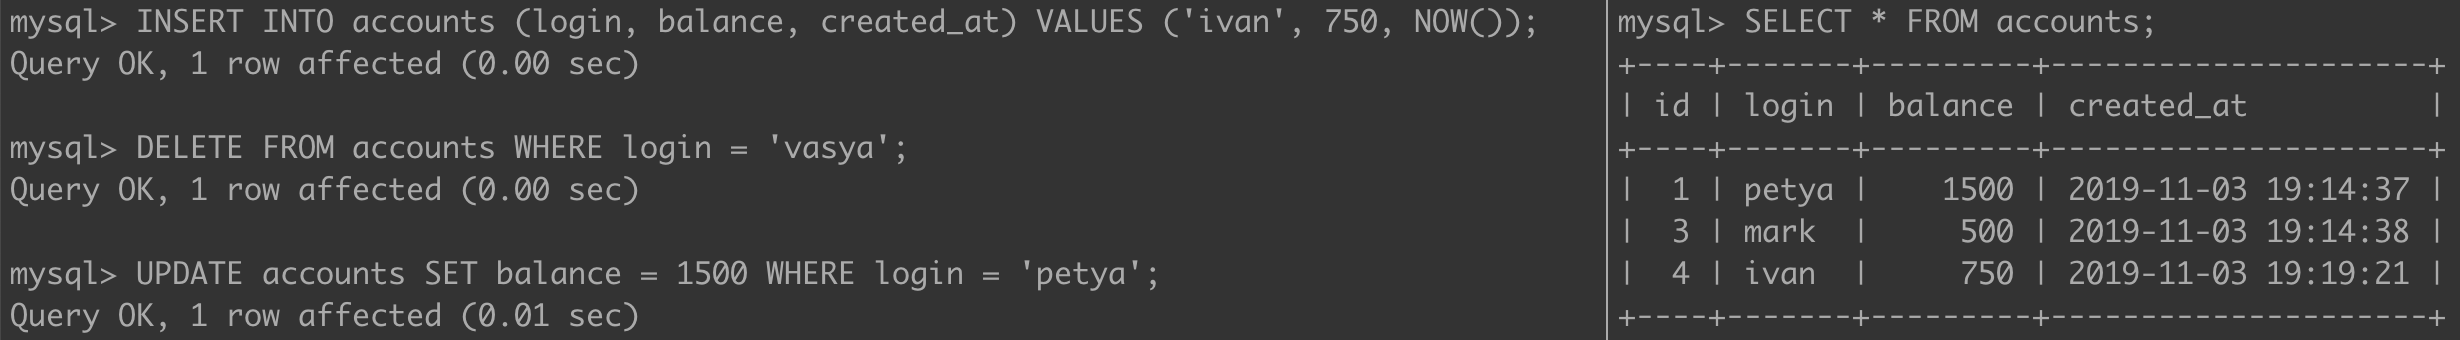 mysql> INSERT INTO accounts (login, balance, created_at) VALUES ('ivan', 750, NOW());
Query OK, 1 row affected (0.00 sec)

mysql> DELETE FROM accounts WHERE login = 'vasya';
Query OK, 1 row affected (0.00 sec)

mysql> UPDATE accounts SET balance = 1500 WHERE login = 'petya';
Query OK, 1 row affected (0.01 sec)

mysql> SELECT * FROM accounts;
+----+-------+---------+---------------------+
| id | login | balance | created_at          |
+----+-------+---------+---------------------+
|  1 | petya |    1500 | 2019-11-03 19:14:37 |
|  3 | mark  |     500 | 2019-11-03 19:14:38 |
|  4 | ivan  |     750 | 2019-11-03 19:19:21 |
+----+-------+---------+---------------------+